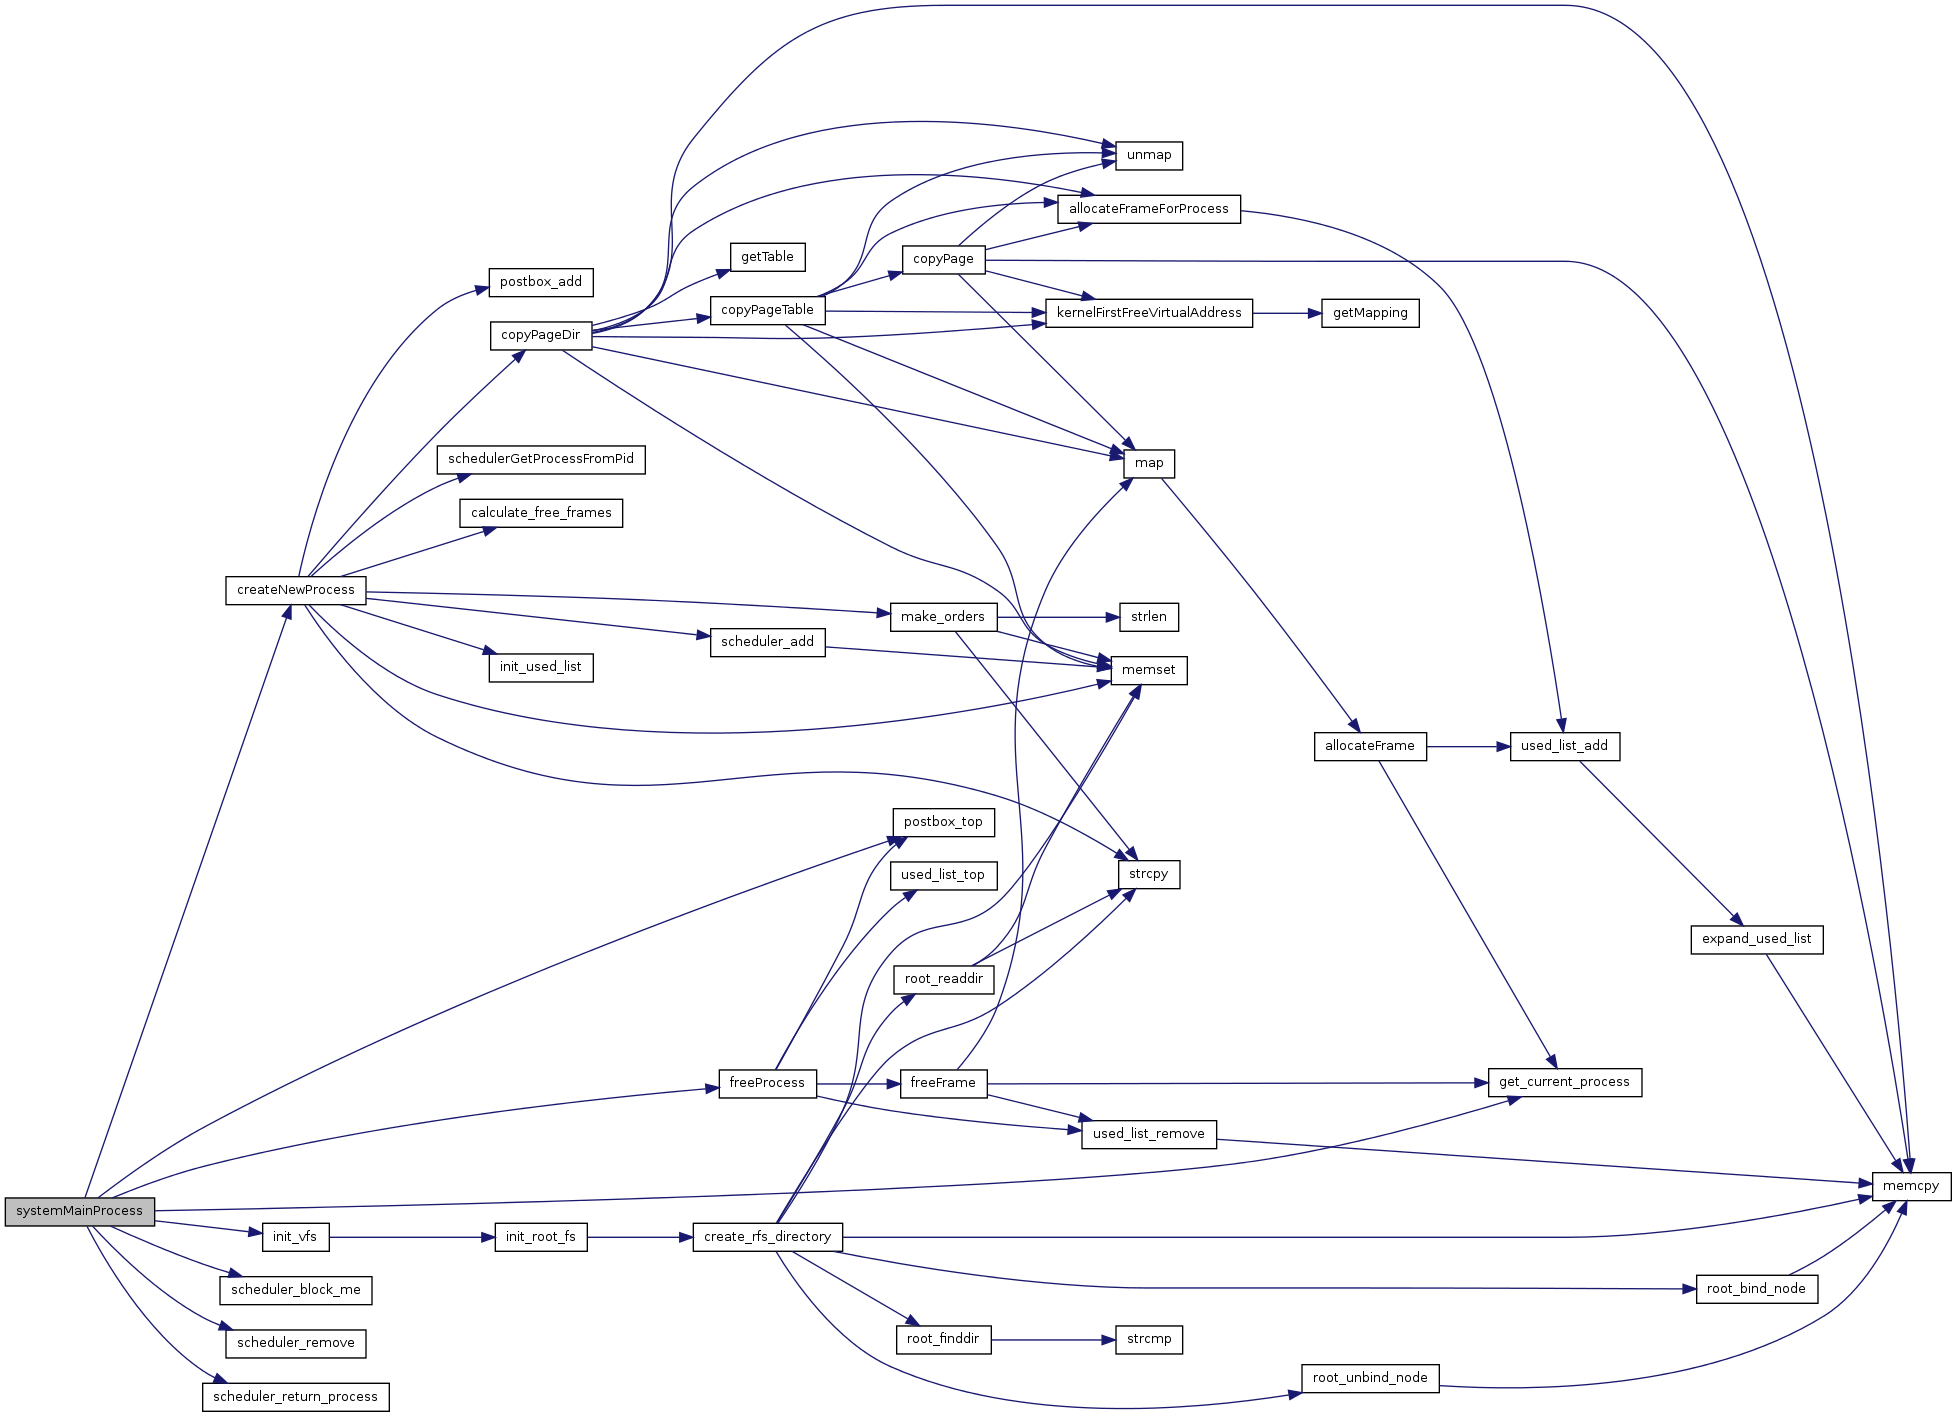 unmap
allocateFrameForProcess
getTable
copyPage
postbox_add
copyPageTable
kernelFirstFreeVirtualAddress
getMapping
copyPageDir
schedulerGetProcessFromPid
map
calculate_free_frames
createNewProcess
make_orders
strlen
scheduler_add
init_used_list
memset
allocateFrame
used_list_add
postbox_top
used_list_top
strcpy
expand_used_list
root_readdir
freeProcess
freeFrame
get_current_process
used_list_remove
memcpy
systemMainProcess
init_vfs
init_root_fs
create_rfs_directory
scheduler_block_me
root_bind_node
scheduler_remove
root_finddir
strcmp
root_unbind_node
scheduler_return_process